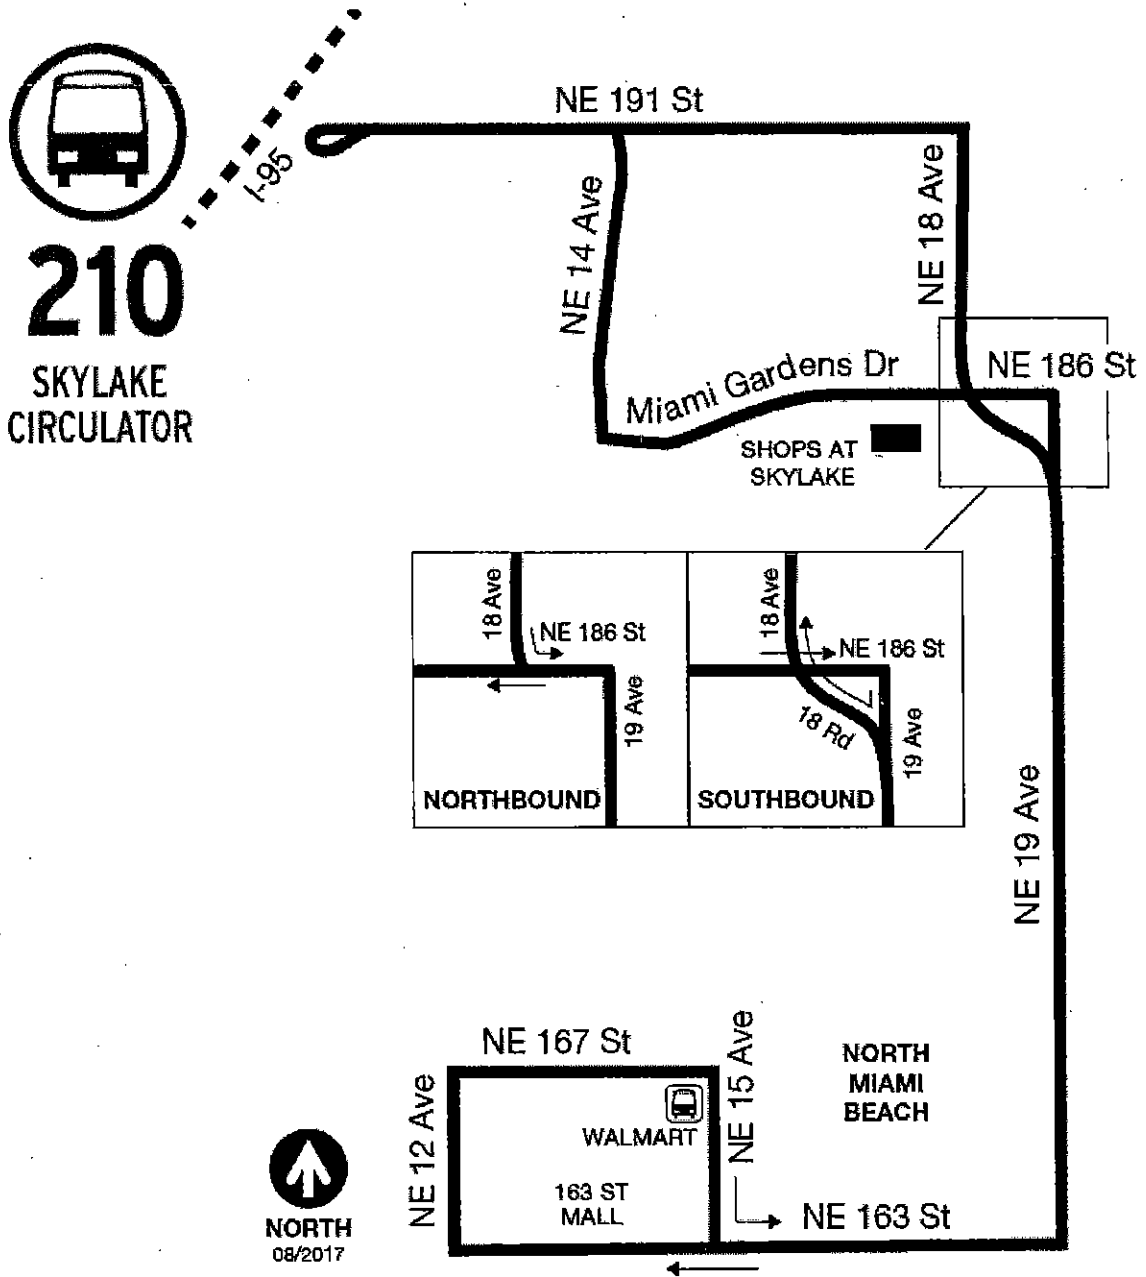 210
SKYLAKE
CIRCULATOR
I-95
NE 191 St
NE 14 Ave
NE 18 Ave
Miami Gardens Dr
NE 186 St
SHOPS AT
SKYLAKE
18 Ave
NE 186 St
19 Ave
NORTHBOUND
18 Ave
NE 186 St
18 Rd
19 Ave
SOUTHBOUND
NE 19 Ave
NE 167 St
NE 12 Ave
NE 15 Ave
WALMART
163 ST
MALL
NORTH
MIAMI
BEACH
NE 163 St
NORTH
08/2017